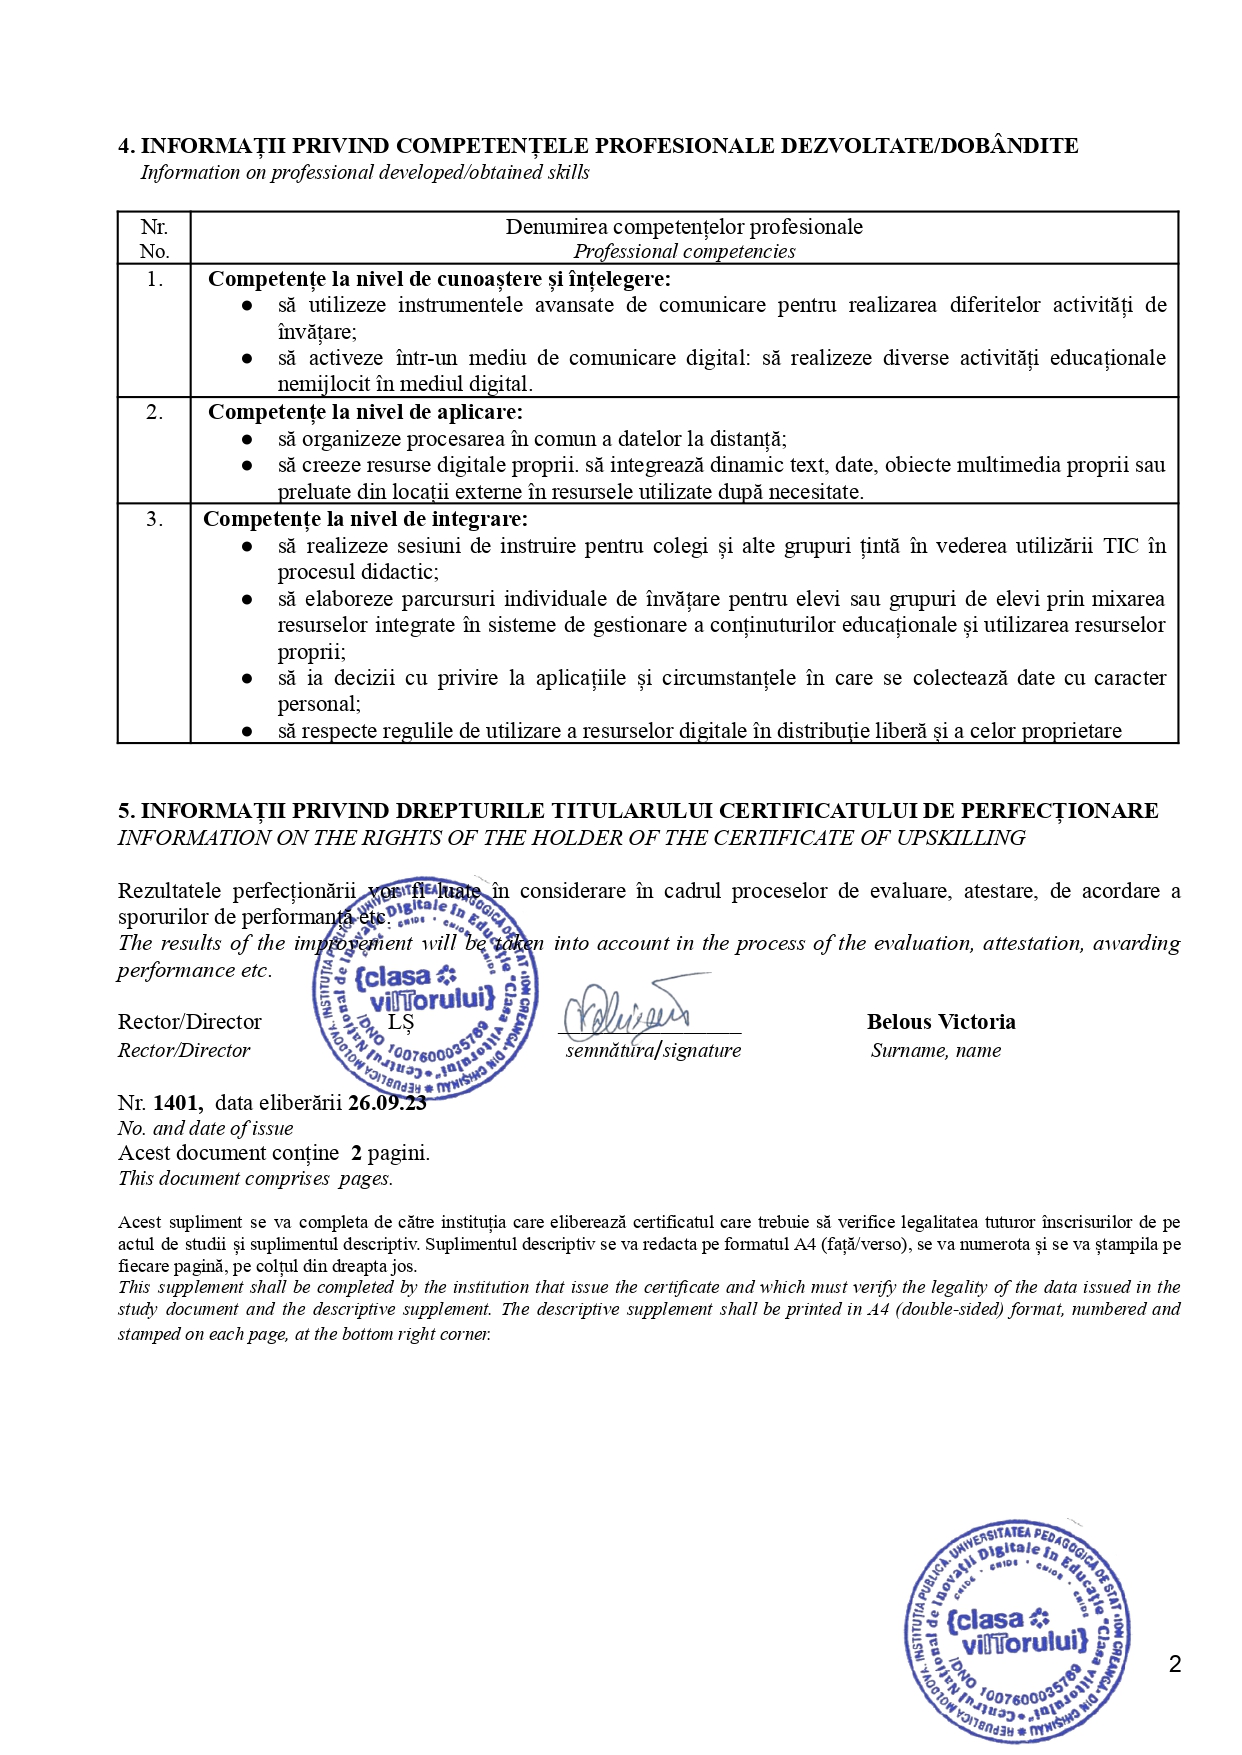 4. INFORMAȚII PRIVIND COMPETENȚELE PROFESIONALE DEZVOLTATE/DOBÂNDITE
Information on professional developed/obtained skills
Nr. Denumirea competențelor profesionale
No. Professional competencies
1. Competențe la nivel de cunoaștere și înțelegere:
● să utilizeze instrumentele avansate de comunicare pentru realizarea diferitelor activități de
învățare;
● să activeze într-un mediu de comunicare digital: să realizeze diverse activități educaționale
nemijlocit în mediul digital.
2. Competențe la nivel de aplicare:
● să organizeze procesarea în comun a datelor la distanță;
● să creeze resurse digitale proprii. să integrează dinamic text, date, obiecte multimedia proprii sau
preluate din locații externe în resursele utilizate după necesitate.
3. Competențe la nivel de integrare:
● să realizeze sesiuni de instruire pentru colegi și alte grupuri țintă în vederea utilizării TIC în
procesul didactic;
● să elaboreze parcursuri individuale de învățare pentru elevi sau grupuri de elevi prin mixarea
resurselor integrate în sisteme de gestionare a conținuturilor educaționale și utilizarea resurselor
proprii;
● să ia decizii cu privire la aplicațiile și circumstanțele în care se colectează date cu caracter
personal;
● să respecte regulile de utilizare a resurselor digitale în distribuție liberă și a celor proprietare
5. INFORMAȚII PRIVIND DREPTURILE TITULARULUI CERTIFICATULUI DE PERFECȚIONARE
INFORMATION ON THE RIGHTS OF THE HOLDER OF THE CERTIFICATE OF UPSKILLING
Rezultatele perfecționării vor fi luate în considerare în cadrul proceselor de evaluare, atestare, de acordare a
sporurilor de performanță etc.
The results of the improvement will be taken into account in the process of the evaluation, attestation, awarding
performance etc.
REPUBLICA MOLDOVA. INSTITUȚIA PUBLICĂ. UNIVERSITATEA PEDAGOGICĂ DE STAT «ION CREANGĂ» DIN CHIȘINĂU
Centrul Național de Inovații Digitale în Educație "Clasa Viitorului"
CNIDE • CNIDE • CNIDE
{clasa
viITorului}
IDNO 1007600035769
Rector/Director LȘ Belous Victoria
Rector/Director semnătura/signature Surname, name
Nr. 1401, data eliberării 26.09.23
No. and date of issue
Acest document conține 2 pagini.
This document comprises pages.
Acest supliment se va completa de către instituția care eliberează certificatul care trebuie să verifice legalitatea tuturor înscrisurilor de pe
actul de studii și suplimentul descriptiv. Suplimentul descriptiv se va redacta pe formatul A4 (față/verso), se va numerota și se va ștampila pe
fiecare pagină, pe colțul din dreapta jos.
This supplement shall be completed by the institution that issue the certificate and which must verify the legality of the data issued in the
study document and the descriptive supplement. The descriptive supplement shall be printed in A4 (double-sided) format, numbered and
stamped on each page, at the bottom right corner.
REPUBLICA MOLDOVA. INSTITUȚIA PUBLICĂ. UNIVERSITATEA PEDAGOGICĂ DE STAT «ION CREANGĂ» DIN CHIȘINĂU
Centrul Național de Inovații Digitale în Educație "Clasa Viitorului"
CNIDE • CNIDE • CNIDE
{clasa
viITorului}
IDNO 1007600035769
2